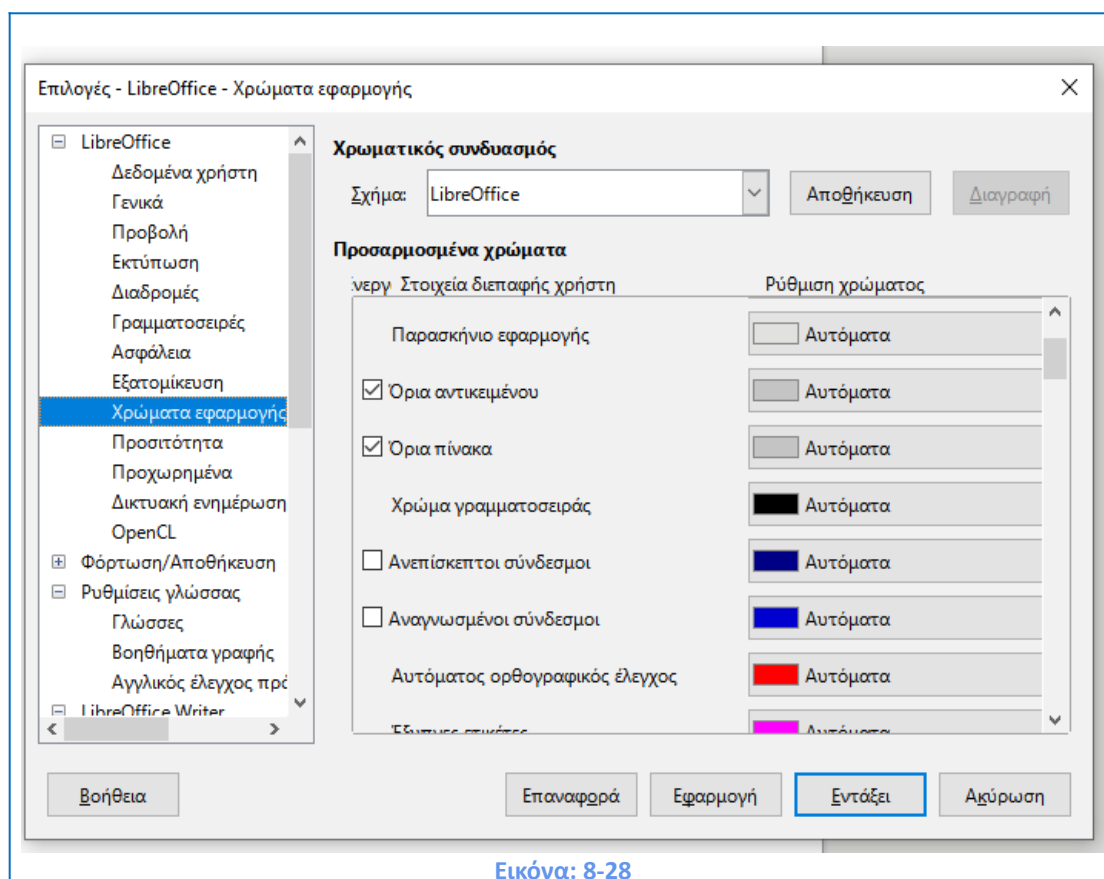 Επιλογές - LibreOffice - Χρώματα εφαρμογής
LibreOffice
Δεδομένα χρήστη
Γενικά
Προβολή
Εκτύπωση
Διαδρομές
Γραμματοσειρές
Ασφάλεια
Εξατομίκευση
Χρώματα εφαρμογής
Προσιτότητα
Προχωρημένα
Δικτυακή ενημέρωση
OpenCL
Φόρτωση/Αποθήκευση
Ρυθμίσεις γλώσσας
Γλώσσες
Βοηθήματα γραφής
Αγγλικός έλεγχος πρό
LibreOffice Writer
Χρωματικός συνδυασμός
Σχήμα: LibreOffice Αποθήκευση Διαγραφή
Προσαρμοσμένα χρώματα
νεργ Στοιχεία διεπαφής χρήστη Ρύθμιση χρώματος
Παρασκήνιο εφαρμογής Αυτόματα
Όρια αντικειμένου Αυτόματα
Όρια πίνακα Αυτόματα
Χρώμα γραμματοσειράς Αυτόματα
Ανεπίσκεπτοι σύνδεσμοι Αυτόματα
Αναγνωσμένοι σύνδεσμοι Αυτόματα
Αυτόματος ορθογραφικός έλεγχος Αυτόματα
Έξυπνες ετικέτες Αυτόματα
Βοήθεια Επαναφορά Εφαρμογή Εντάξει Ακύρωση
Εικόνα: 8-28